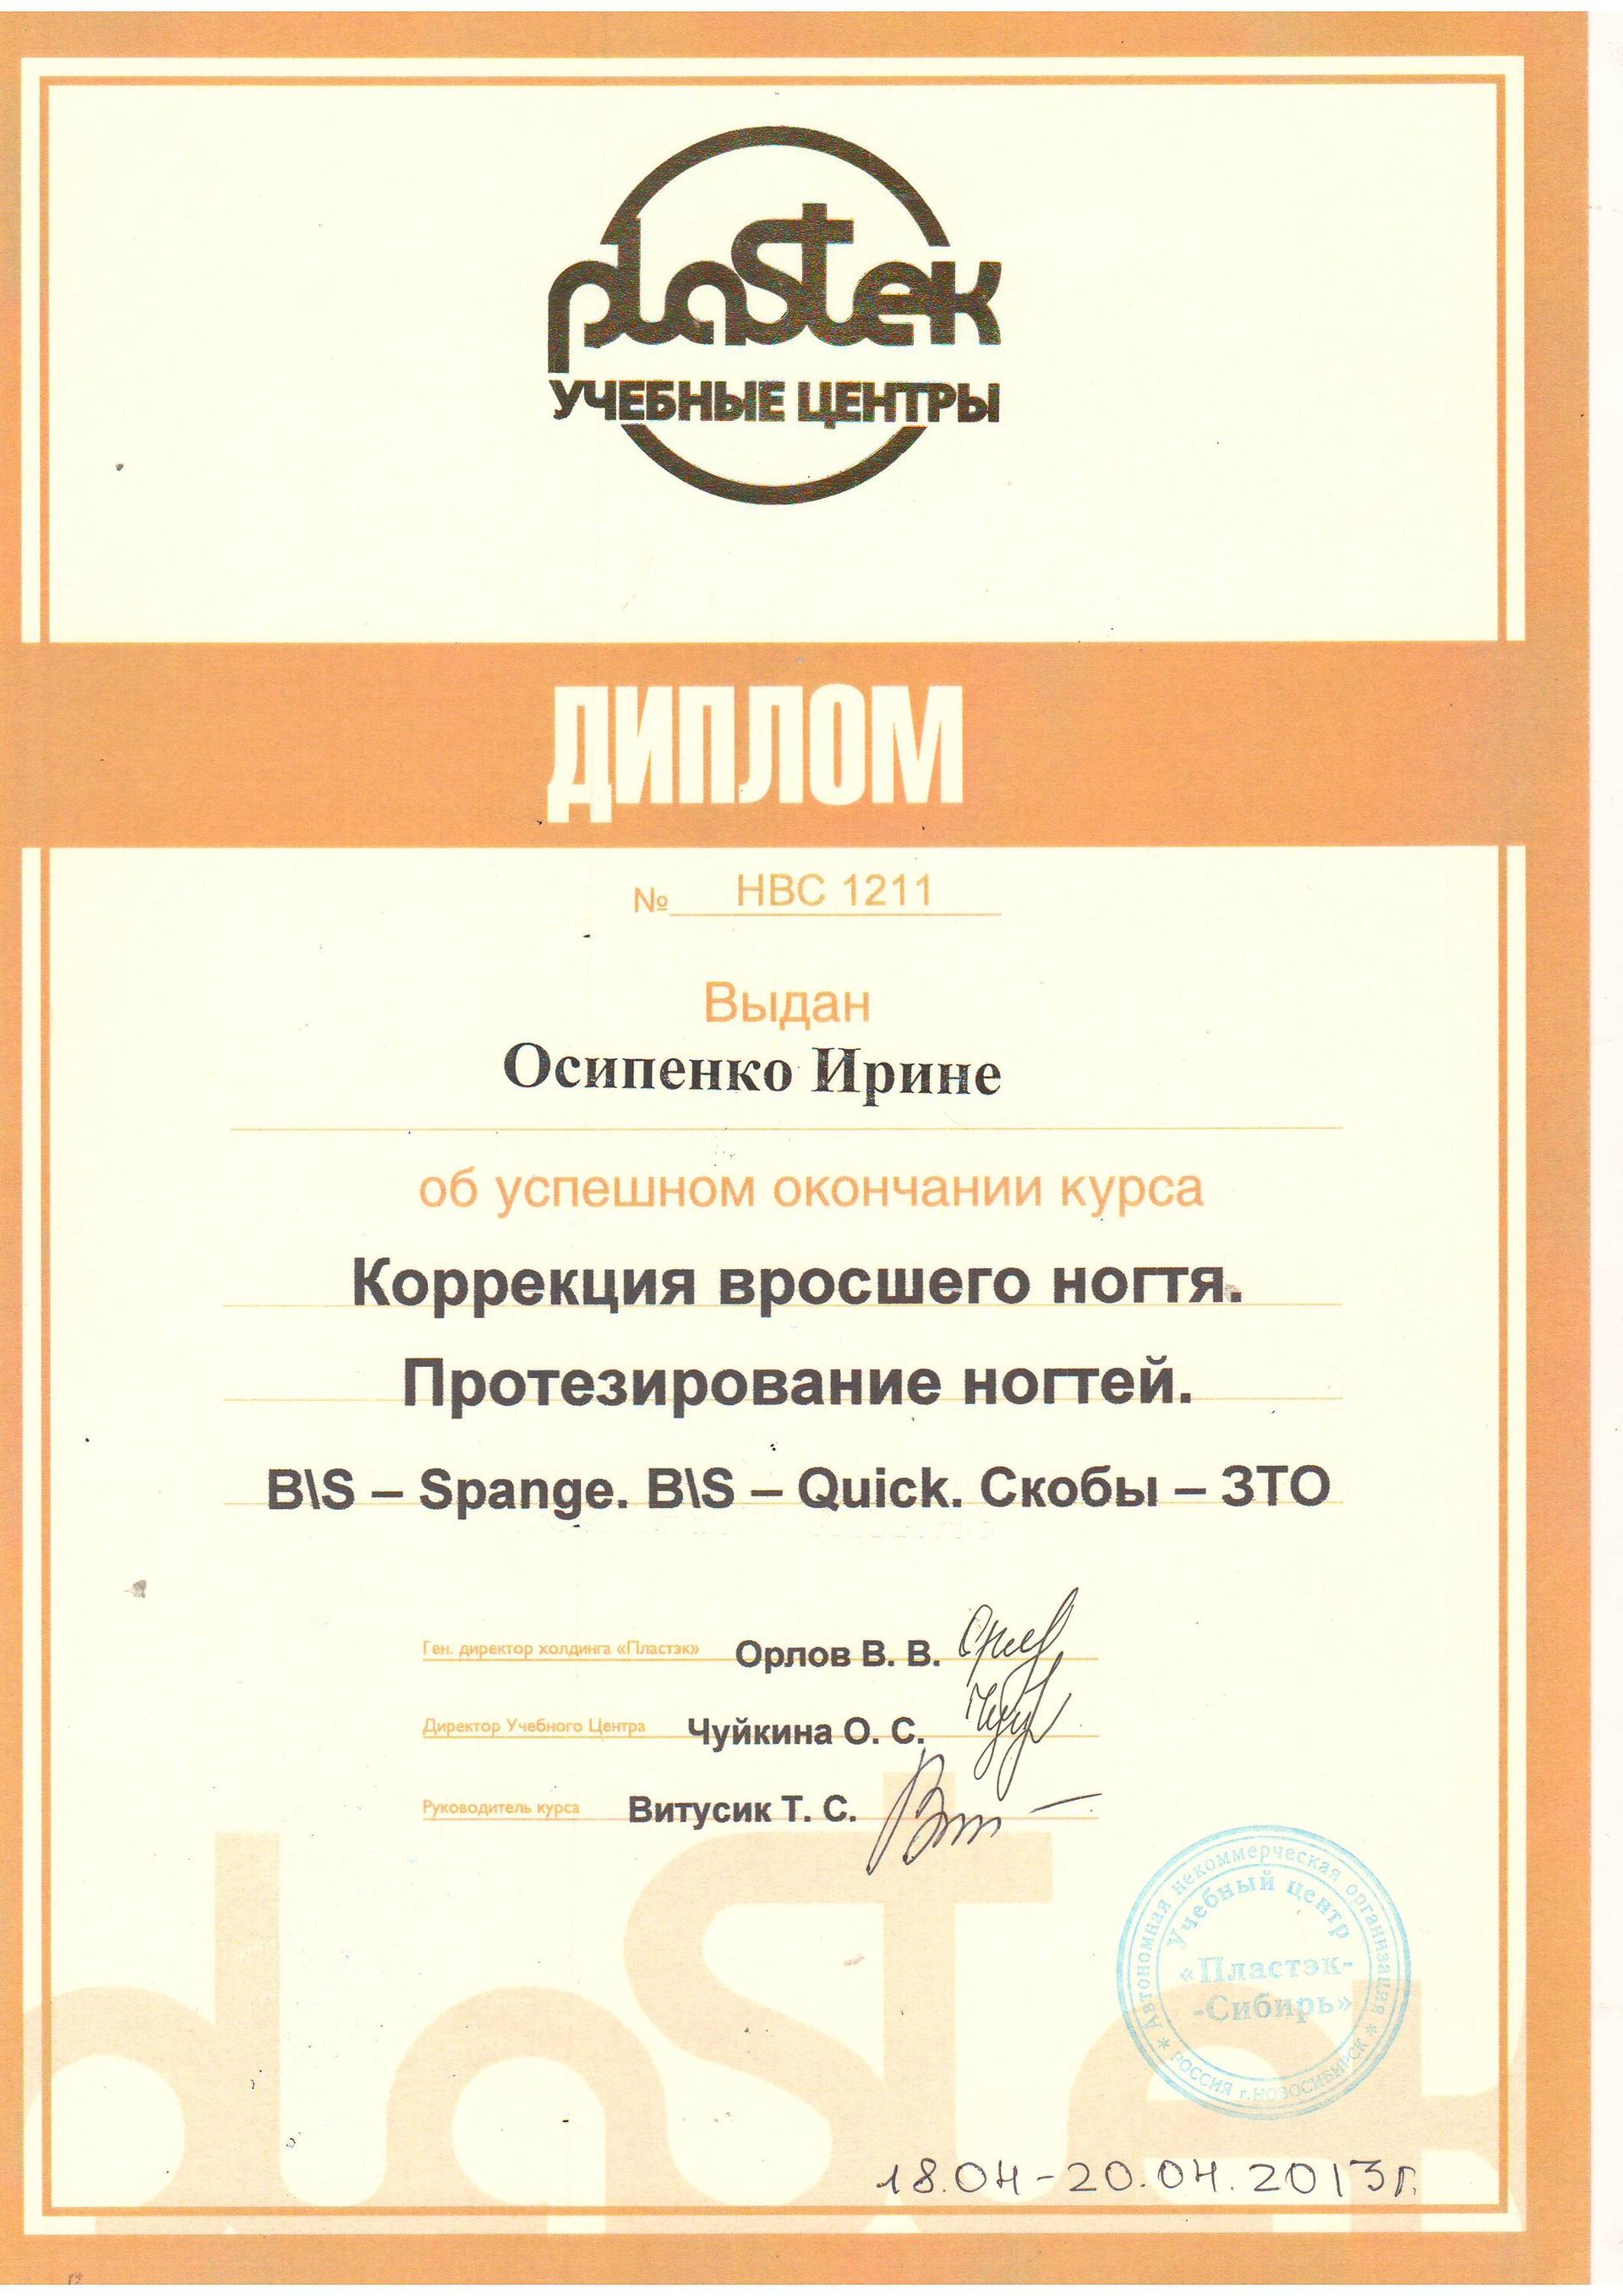 plastek
УЧЕБНЫЕ ЦЕНТРЫ
ДИПЛОМ
№ НВС 1211
Выдан
Осипенко Ирине
об успешном окончании курса
Коррекция вросшего ногтя.
Протезирование ногтей.
B\S – Spange. B\S – Quick. Скобы – ЗТО
Ген. директор холдинга «Пластэк» Орлов В. В.
Директор Учебного Центра Чуйкина О. С.
Руководитель курса Витусик Т. С.
Автономная некоммерческая организация
Учебный центр
«Пластэк-
-Сибирь»
* РОССИЯ г.НОВОСИБИРСК *
plastek
18.04-20.04.2013г.